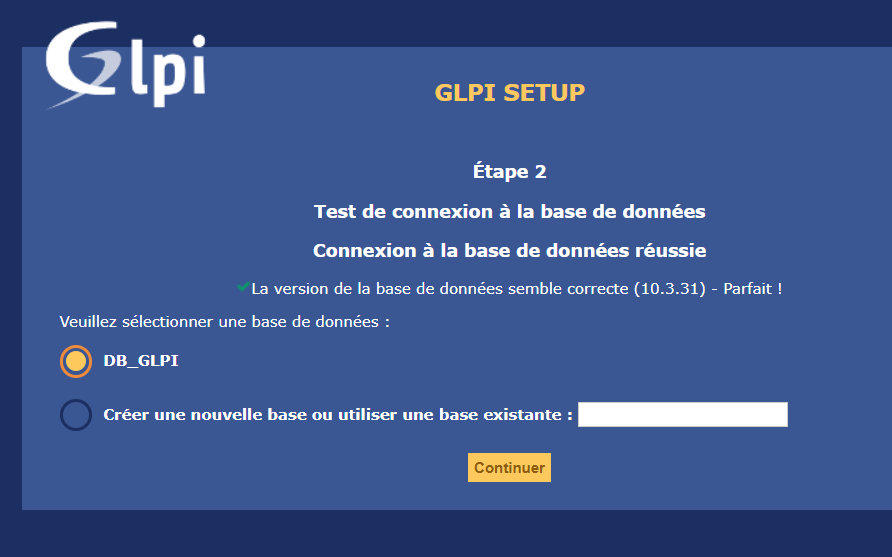 Glpi
GLPI SETUP
Étape 2
Test de connexion à la base de données
Connexion à la base de données réussie
La version de la base de données semble correcte (10.3.31) - Parfait !
Veuillez sélectionner une base de données :
DB_GLPI
Créer une nouvelle base ou utiliser une base existante :
Continuer